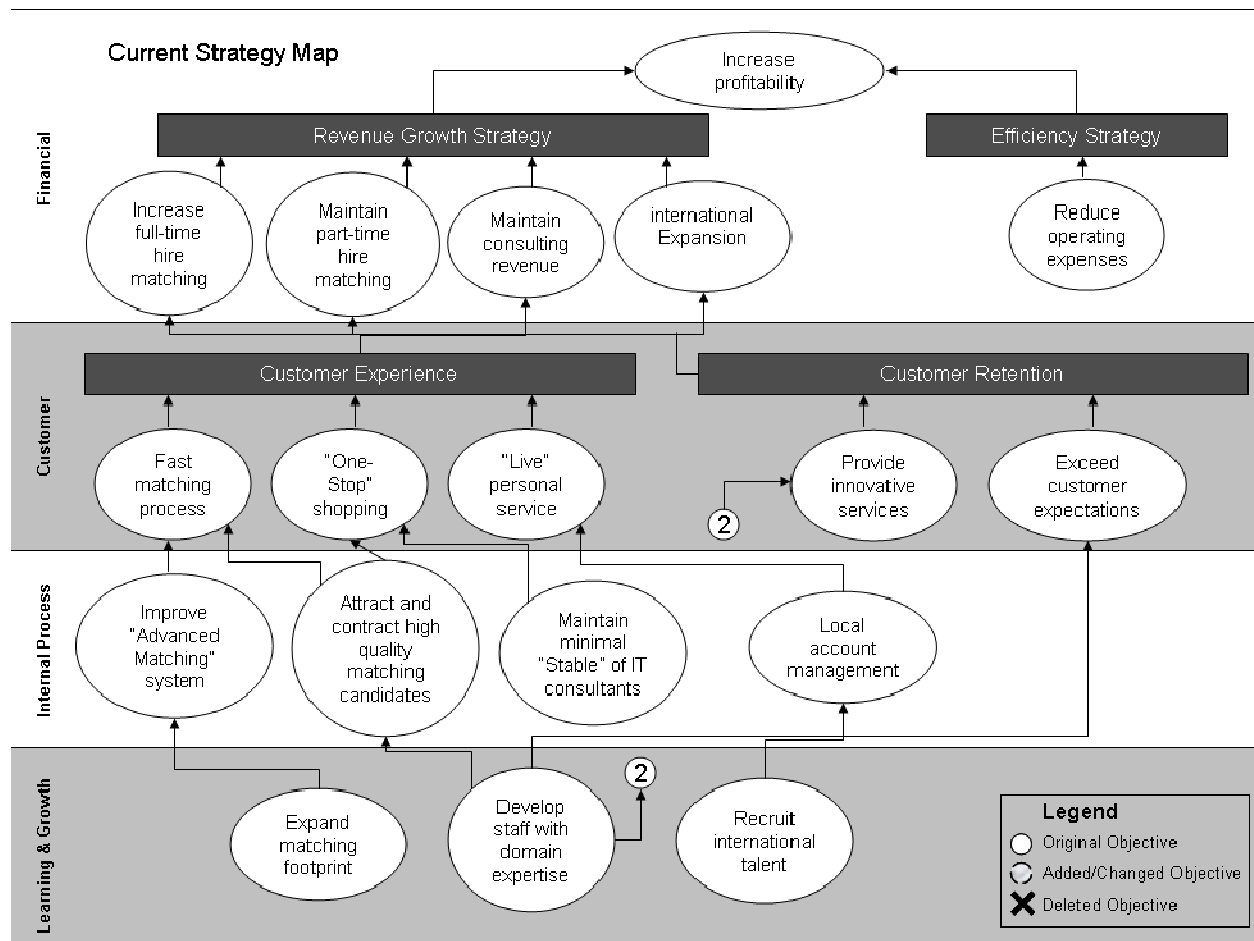 Current Strategy Map
Financial
Increase
profitability
Revenue Growth Strategy
Efficiency Strategy
Increase
full-time
hire
matching
Maintain
part-time
hire
matching
Maintain
consulting
revenue
international
Expansion
Reduce
operating
expenses
Customer
Customer Experience
Customer Retention
Fast
matching
process
"One-
Stop"
shopping
"Live"
personal
service
2
Provide
innovative
services
Exceed
customer
expectations
Internal Process
Improve
"Advanced
Matching"
system
Attract and
contract high
quality
matching
candidates
Maintain
minimal
"Stable" of IT
consultants
Local
account
management
Learning & Growth
Expand
matching
footprint
Develop
staff with
domain
expertise
2
Recruit
international
talent
Legend
Original Objective
Added/Changed Objective
Deleted Objective